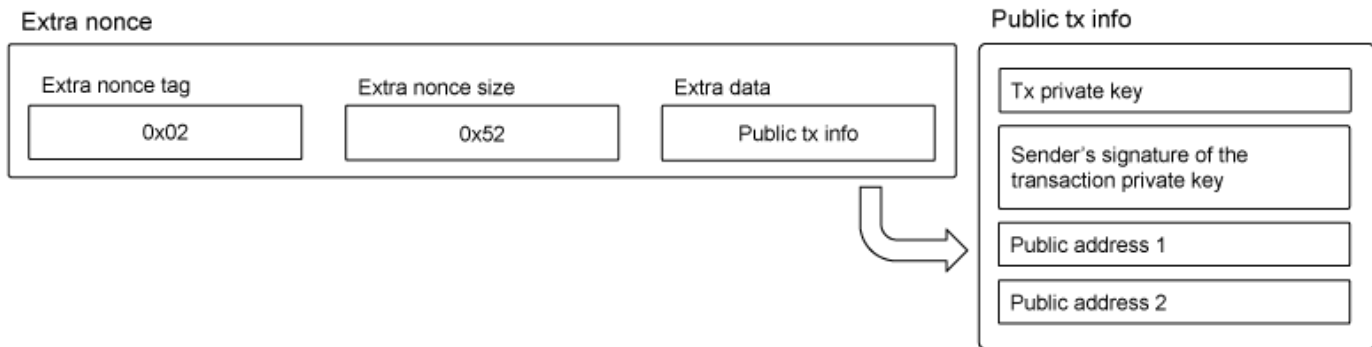 Extra nonce
Public tx info
Extra nonce tag
Extra nonce size
Extra data
0x02
0x52
Public tx info
Tx private key
Sender's signature of the
transaction private key
Public address 1
Public address 2